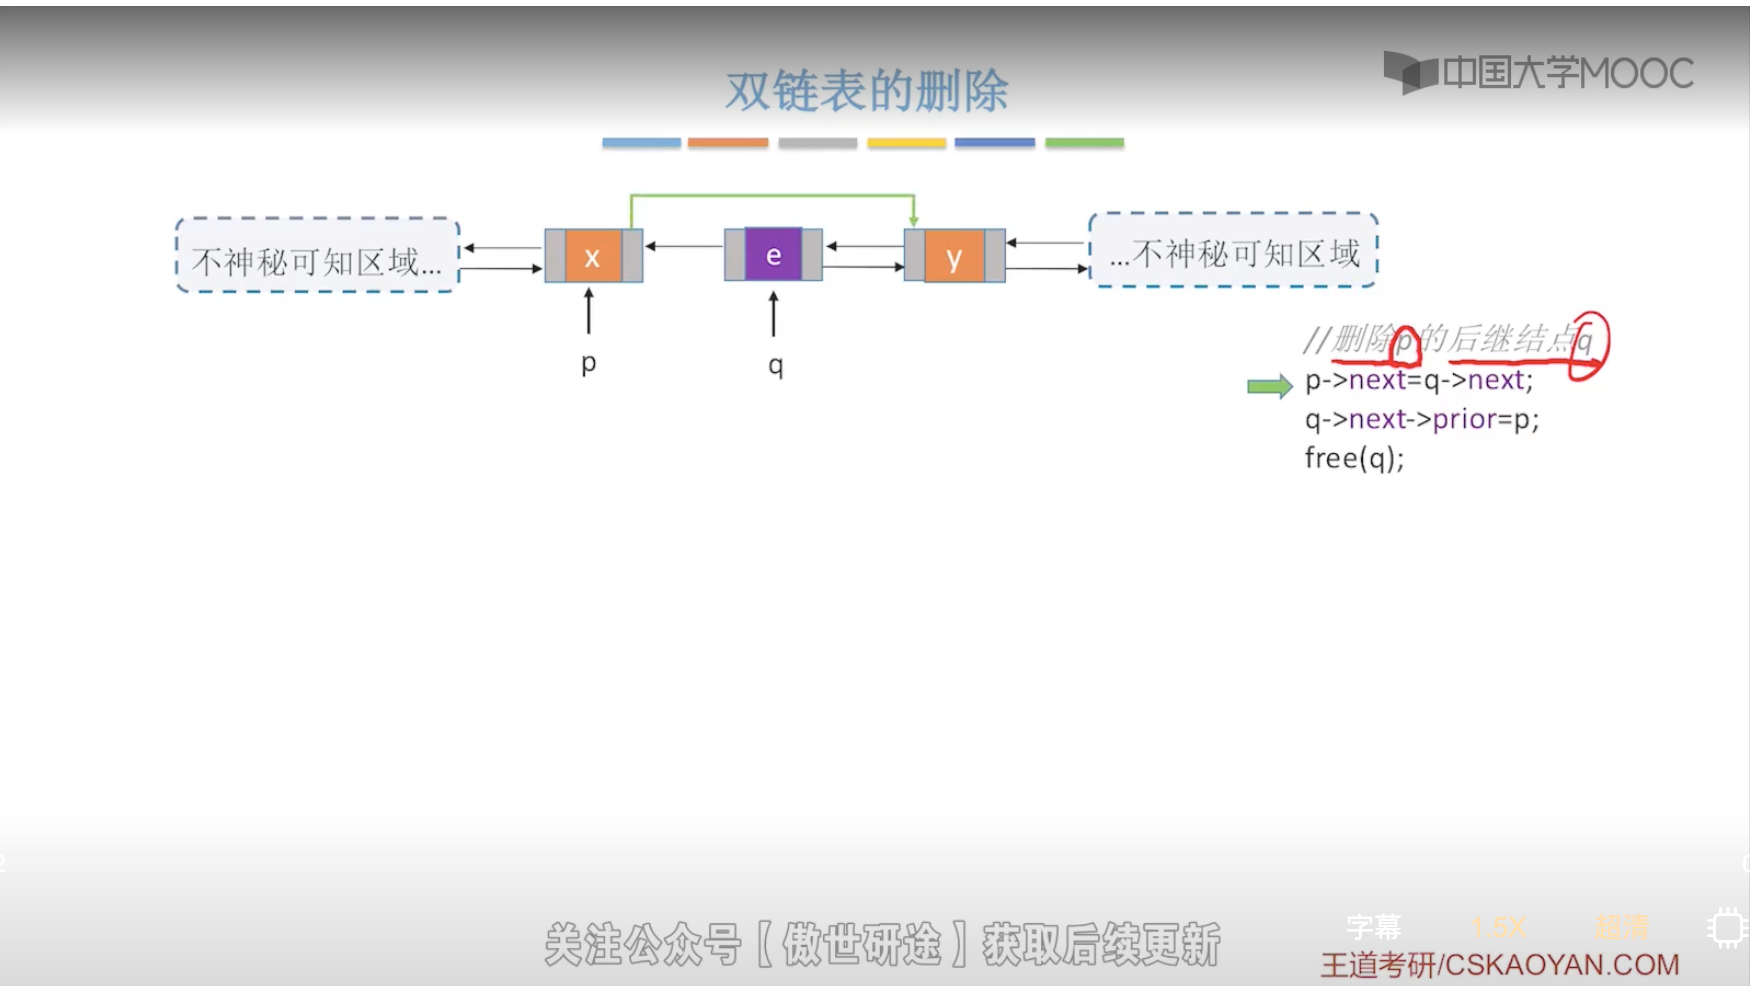 中国大学MOOC
双链表的删除
不神秘可知区域...
x
e
y
...不神秘可知区域
p
q
//删除p的后继结点q
p->next=q->next;
q->next->prior=p;
free(q);
字幕
1.5X
超清
关注公众号【傲世研途】获取后续更新
王道考研/CSKAOYAN.COM